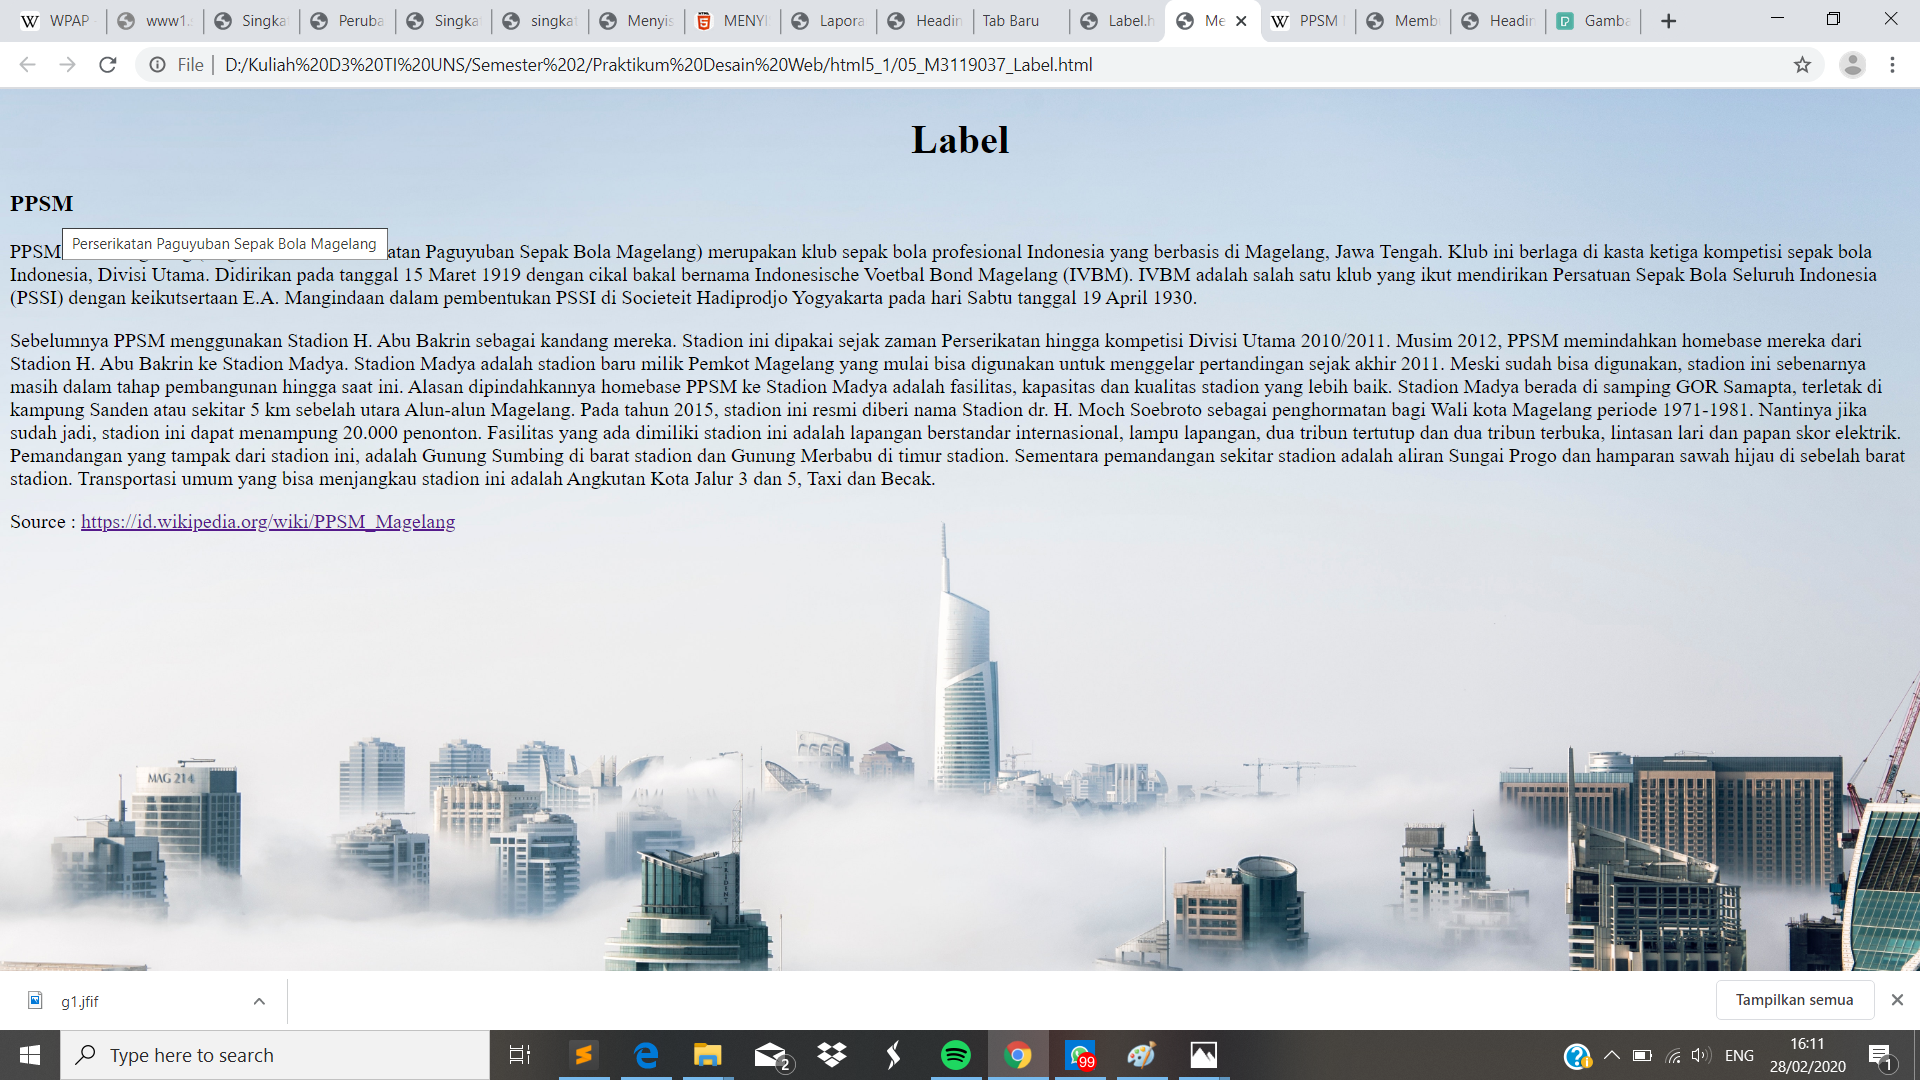 WPAP
www1.
Singka
Peruba
Singka
singkat
Menyis
MENYI
Lapora
Headin
Tab Baru
Label.h
Me
PPSM
Memb
Headin
Gamba
File
D:/Kuliah%20D3%20TI%20UNS/Semester%202/Praktikum%20Desain%20Web/html5_1/05_M3119037_Label.html
Label
PPSM
Perserikatan Paguyuban Sepak Bola Magelang
PPSM atan Paguyuban Sepak Bola Magelang) merupakan klub sepak bola profesional Indonesia yang berbasis di Magelang, Jawa Tengah. Klub ini berlaga di kasta ketiga kompetisi sepak bola
Indonesia, Divisi Utama. Didirikan pada tanggal 15 Maret 1919 dengan cikal bakal bernama Indonesische Voetbal Bond Magelang (IVBM). IVBM adalah salah satu klub yang ikut mendirikan Persatuan Sepak Bola Seluruh Indonesia
(PSSI) dengan keikutsertaan E.A. Mangindaan dalam pembentukan PSSI di Societeit Hadiprodjo Yogyakarta pada hari Sabtu tanggal 19 April 1930.
Sebelumnya PPSM menggunakan Stadion H. Abu Bakrin sebagai kandang mereka. Stadion ini dipakai sejak zaman Perserikatan hingga kompetisi Divisi Utama 2010/2011. Musim 2012, PPSM memindahkan homebase mereka dari
Stadion H. Abu Bakrin ke Stadion Madya. Stadion Madya adalah stadion baru milik Pemkot Magelang yang mulai bisa digunakan untuk menggelar pertandingan sejak akhir 2011. Meski sudah bisa digunakan, stadion ini sebenarnya
masih dalam tahap pembangunan hingga saat ini. Alasan dipindahkannya homebase PPSM ke Stadion Madya adalah fasilitas, kapasitas dan kualitas stadion yang lebih baik. Stadion Madya berada di samping GOR Samapta, terletak di
kampung Sanden atau sekitar 5 km sebelah utara Alun-alun Magelang. Pada tahun 2015, stadion ini resmi diberi nama Stadion dr. H. Moch Soebroto sebagai penghormatan bagi Wali kota Magelang periode 1971-1981. Nantinya jika
sudah jadi, stadion ini dapat menampung 20.000 penonton. Fasilitas yang ada dimiliki stadion ini adalah lapangan berstandar internasional, lampu lapangan, dua tribun tertutup dan dua tribun terbuka, lintasan lari dan papan skor elektrik.
Pemandangan yang tampak dari stadion ini, adalah Gunung Sumbing di barat stadion dan Gunung Merbabu di timur stadion. Sementara pemandangan sekitar stadion adalah aliran Sungai Progo dan hamparan sawah hijau di sebelah barat
stadion. Transportasi umum yang bisa menjangkau stadion ini adalah Angkutan Kota Jalur 3 dan 5, Taxi dan Becak.
Source : https://id.wikipedia.org/wiki/PPSM_Magelang
MAG 214
TRIDENT
g1.jfif
Tampilkan semua
Type here to search
2
99
ENG
16:11
28/02/2020
1